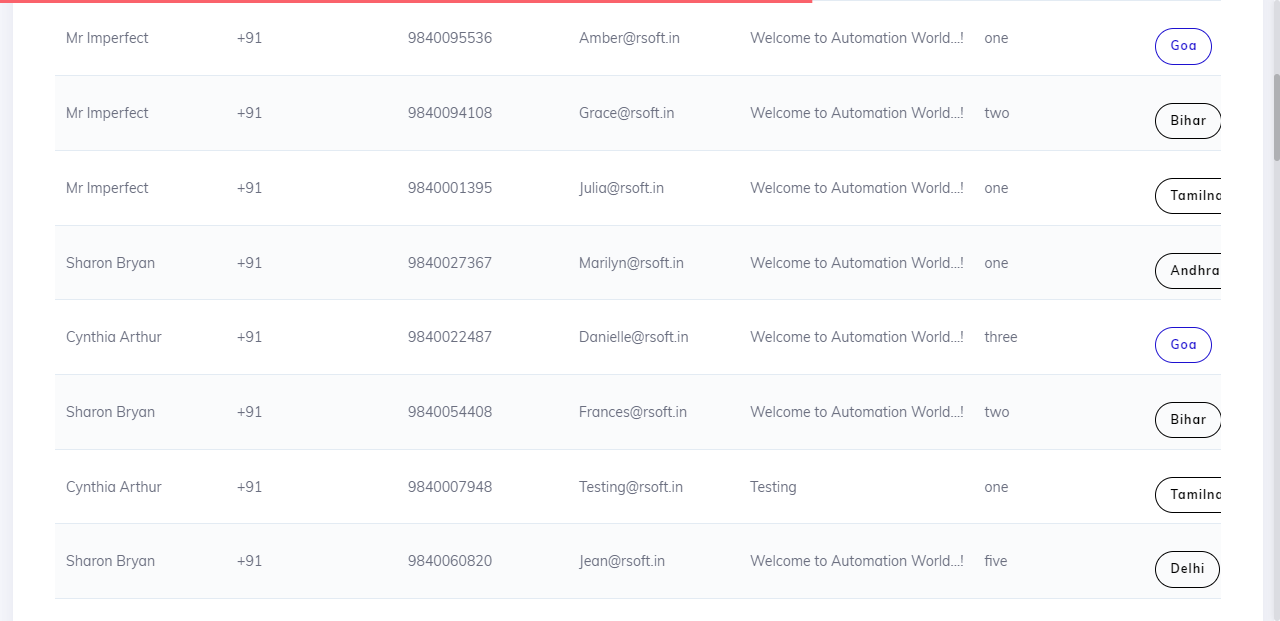 Mr Imperfect +91 9840095536 Amber@rsoft.in Welcome to Automation World...! one Goa
Mr Imperfect +91 9840094108 Grace@rsoft.in Welcome to Automation World...! two Bihar
Mr Imperfect +91 9840001395 Julia@rsoft.in Welcome to Automation World...! one
Sharon Bryan +91 9840027367 Marilyn@rsoft.in Welcome to Automation World...! one Andhra
Cynthia Arthur +91 9840022487 Danielle@rsoft.in Welcome to Automation World...! three Goa
Sharon Bryan +91 9840054408 Frances@rsoft.in Welcome to Automation World...! two Bihar
Cynthia Arthur +91 9840007948 Testing@rsoft.in Testing one
Sharon Bryan +91 9840060820 Jean@rsoft.in Welcome to Automation World...! five Delhi